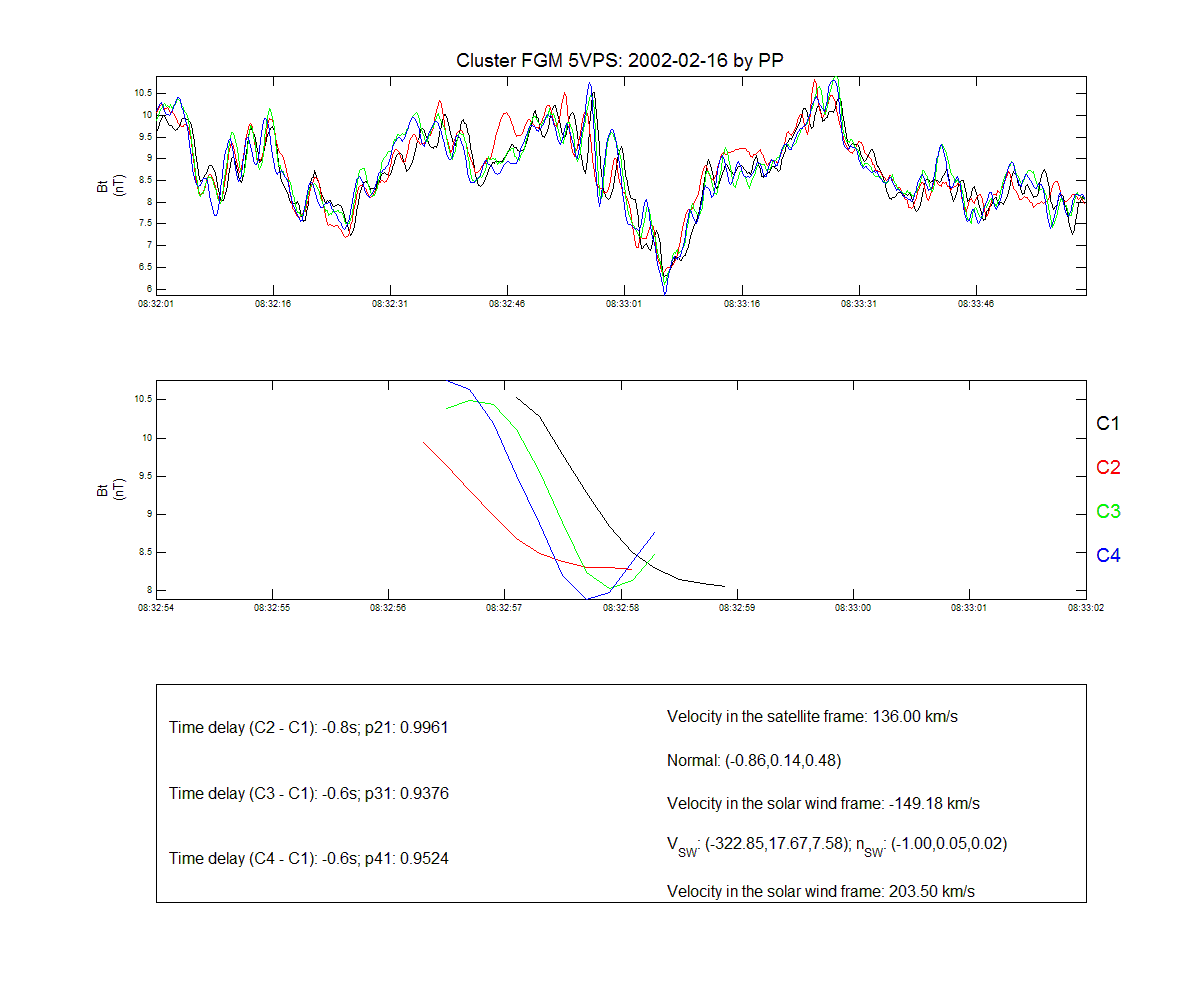 Cluster FGM 5VPS: 2002-02-16 by PP
10.5
10
9.5
9
8.5
8
7.5
7
6.5
6
Bt
(nT)
08:32:01 08:32:16 08:32:31 08:32:46 08:33:01 08:33:16 08:33:31 08:33:46
10.5
10
9.5
9
8.5
8
Bt
(nT)
08:32:54 08:32:55 08:32:56 08:32:57 08:32:58 08:32:59 08:33:00 08:33:01 08:33:02
C1
C2
C3
C4
Time delay (C2 - C1): -0.8s; p21: 0.9961
Time delay (C3 - C1): -0.6s; p31: 0.9376
Time delay (C4 - C1): -0.6s; p41: 0.9524
Velocity in the satellite frame: 136.00 km/s
Normal: (-0.86,0.14,0.48)
Velocity in the solar wind frame: -149.18 km/s
VSW: (-322.85,17.67,7.58); nSW: (-1.00,0.05,0.02)
Velocity in the solar wind frame: 203.50 km/s